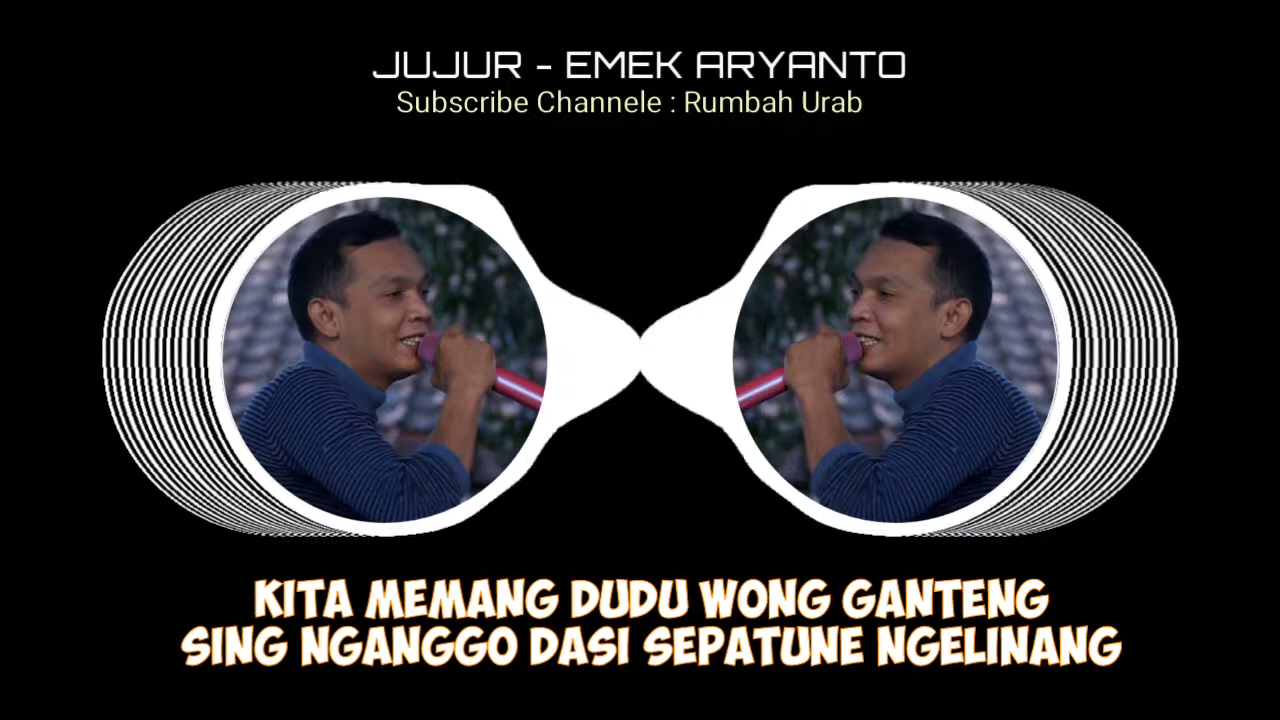 JUJUR - EMEK ARYANTO
Subscribe Channele : Rumbah Urab
KITA MEMANG DUDU WONG GANTENG
SING NGANGGO DASI SEPATUNE NGELINANG